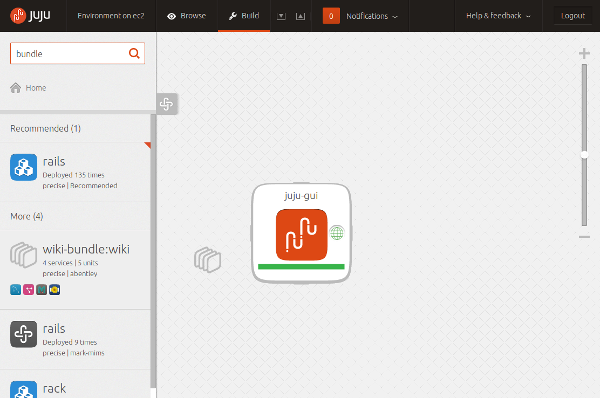 juju
Environment on ec2
Browse
Build
0
Notifications
Help & feedback
Logout
bundle
Home
Recommended (1)
rails
Deployed 135 times
precise | Recommended
More (4)
wiki-bundle:wiki
4 services | 5 units
precise | abentley
rails
Deployed 9 times
precise | mark-mims
rack
juju-gui